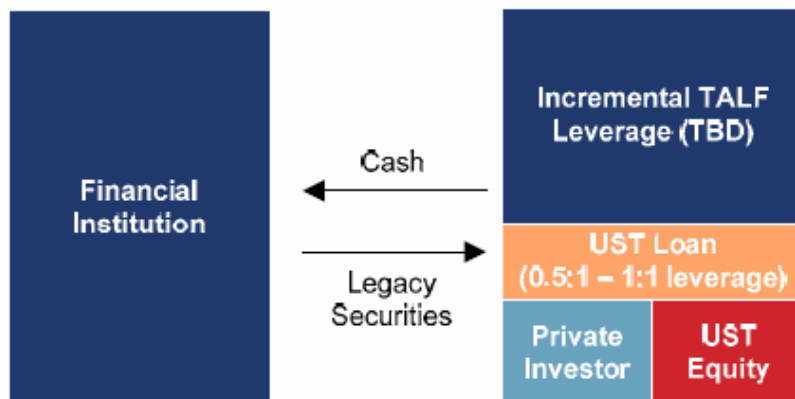 Financial
Institution
Cash
Legacy
Securities
Incremental TALF
Leverage (TBD)
UST Loan
(0.5:1 – 1:1 leverage)
Private
Investor
UST
Equity